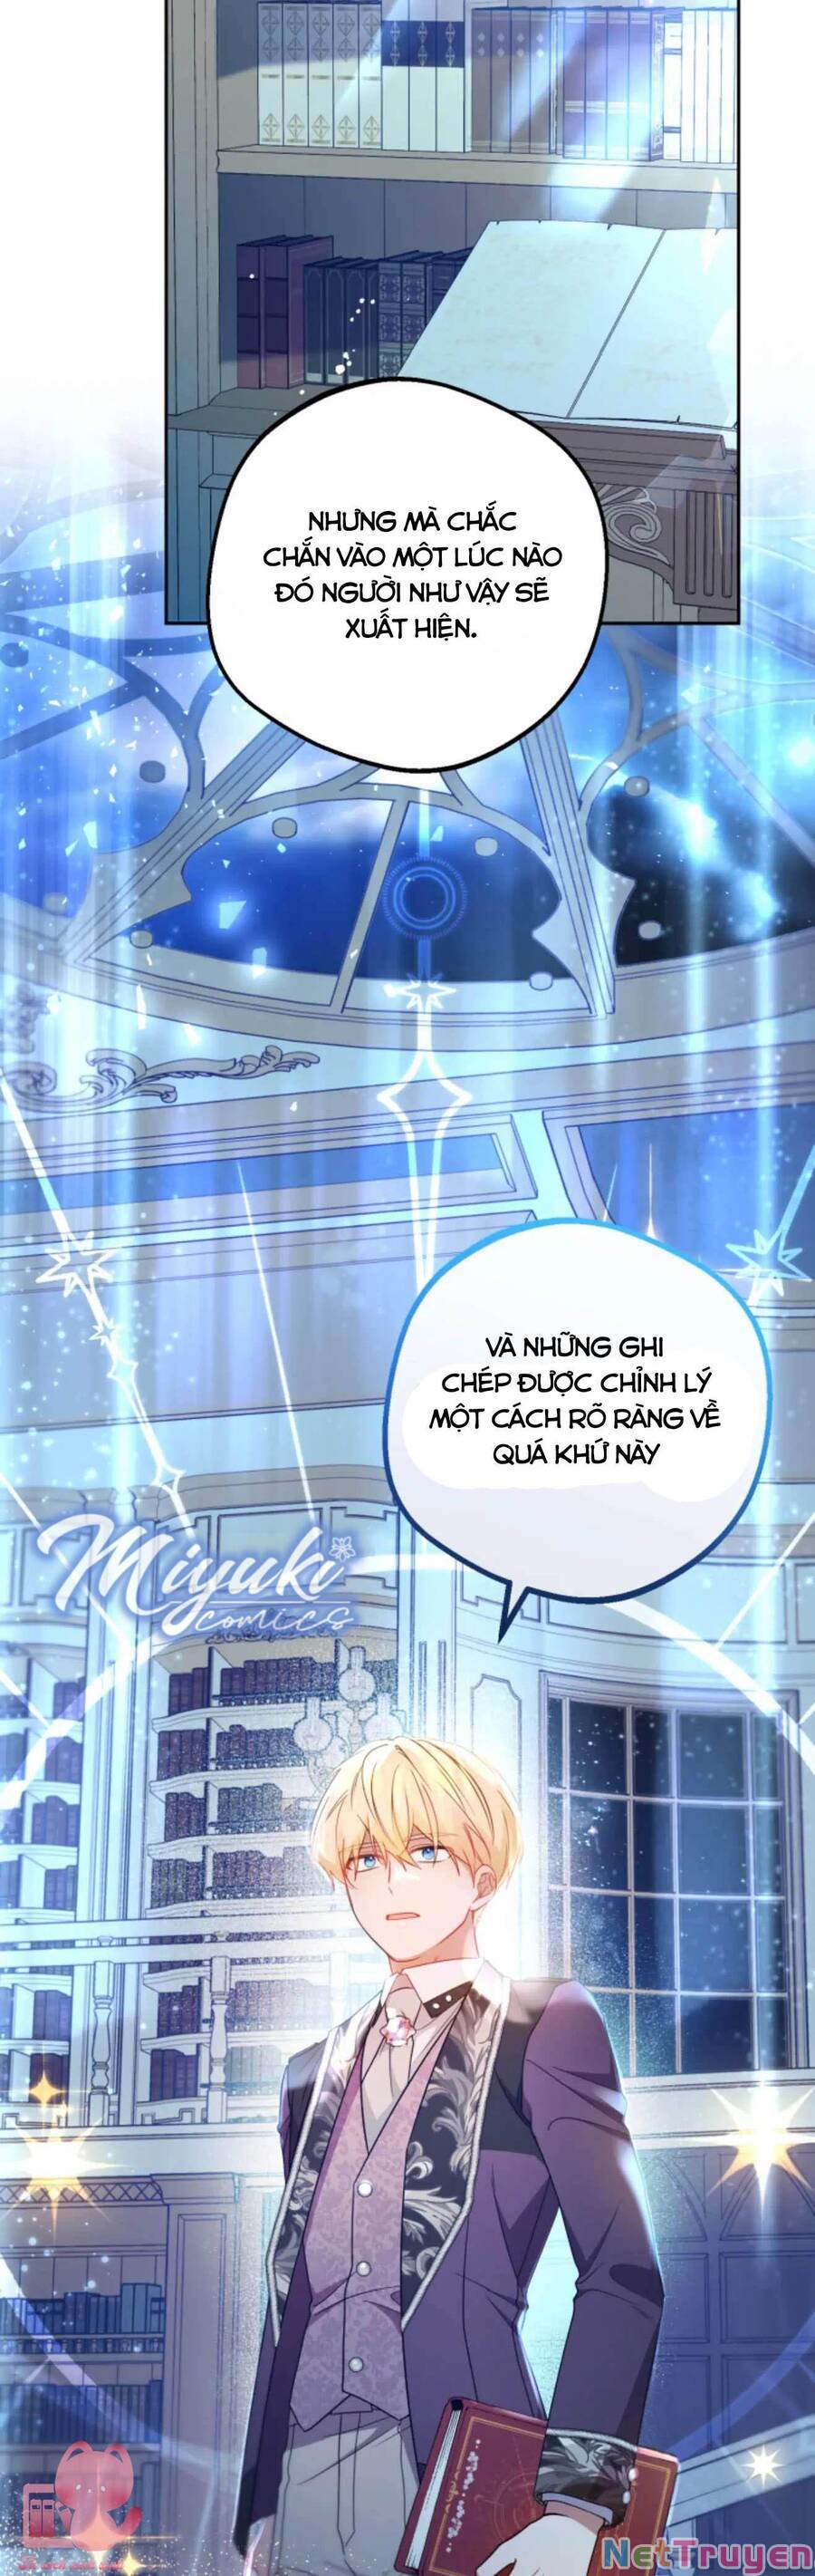 NHƯNG MÀ CHẮC
CHẮN VÀO MỘT LÚC NÀO
ĐÓ NGƯỜI NHƯ VẬY SẼ
XUẤT HIỆN.
VÀ NHỮNG GHI
CHÉP ĐƯỢC CHỈNH LÝ
MỘT CÁCH RÕ RÀNG VỀ
QUÁ KHỨ NÀY
Miyuki
comics
NetTruyen